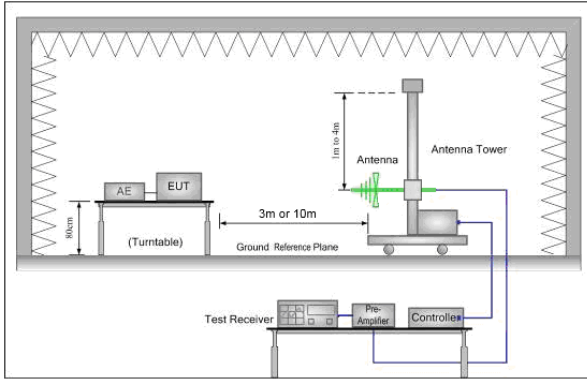 1m to 4m
Antenna
Antenna Tower
AE
EUT
80cm
(Turntable)
3m or 10m
Ground Reference Plane
Test Receiver
Pre-
Amplifier
Controlle